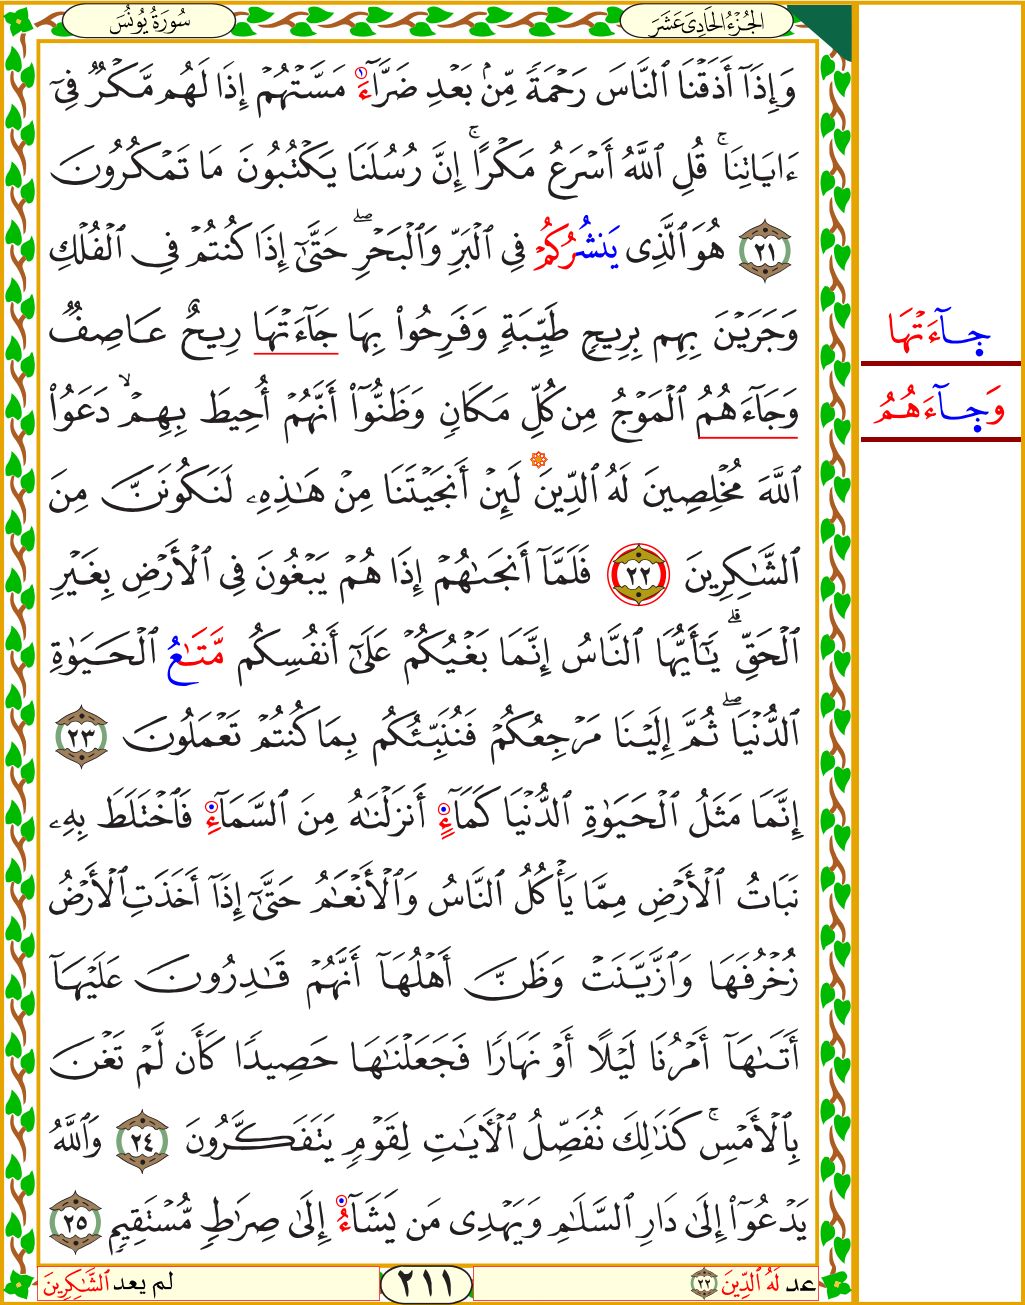 الجُزْءُ الحَادِىَ عَشَرَ
سُورَةُ يُونُسَ
وَإِذَآ أَذَقْنَا ٱلنَّاسَ رَحْمَةً مِّنۢ بَعْدِ ضَرَّآءَ مَسَّتْهُمْ إِذَا لَهُم مَّكْرٌ فِىٓ
ءَايَاتِنَا ۚ قُلِ ٱللَّهُ أَسْرَعُ مَكْرًا ۚ إِنَّ رُسُلَنَا يَكْتُبُونَ مَا تَمْكُرُونَ
٢١ هُوَ ٱلَّذِى يَنشُرُكُمْ فِى ٱلْبَرِّ وَٱلْبَحْرِ ۖ حَتَّىٰٓ إِذَا كُنتُمْ فِى ٱلْفُلْكِ
وَجَرَيْنَ بِهِم بِرِيحٍ طَيِّبَةٍ وَفَرِحُوا۟ بِهَا جَآءَتْهَا رِيحٌ عَاصِفٌ
وَجَآءَهُمُ ٱلْمَوْجُ مِن كُلِّ مَكَانٍ وَظَنُّوٓا۟ أَنَّهُمْ أُحِيطَ بِهِمْ ۙ دَعَوُا۟
ٱللَّهَ مُخْلِصِينَ لَهُ ٱلدِّينَ لَئِنْ أَنجَيْتَنَا مِنْ هَـٰذِهِۦ لَنَكُونَنَّ مِنَ
ٱلشَّـٰكِرِينَ ٢٢ فَلَمَّآ أَنجَىٰهُمْ إِذَا هُمْ يَبْغُونَ فِى ٱلْأَرْضِ بِغَيْرِ
ٱلْحَقِّ ۗ يَـٰٓأَيُّهَا ٱلنَّاسُ إِنَّمَا بَغْيُكُمْ عَلَىٰٓ أَنفُسِكُم مَّتَـٰعُ ٱلْحَيَوٰةِ
ٱلدُّنْيَا ۖ ثُمَّ إِلَيْنَا مَرْجِعُكُمْ فَنُنَبِّئُكُم بِمَا كُنتُمْ تَعْمَلُونَ ٢٣
إِنَّمَا مَثَلُ ٱلْحَيَوٰةِ ٱلدُّنْيَا كَمَآءٍ أَنزَلْنَـٰهُ مِنَ ٱلسَّمَآءِ فَٱخْتَلَطَ بِهِۦ
نَبَاتُ ٱلْأَرْضِ مِمَّا يَأْكُلُ ٱلنَّاسُ وَٱلْأَنْعَـٰمُ حَتَّىٰٓ إِذَآ أَخَذَتِ ٱلْأَرْضُ
زُخْرُفَهَا وَٱزَّيَّنَتْ وَظَنَّ أَهْلُهَآ أَنَّهُمْ قَـٰدِرُونَ عَلَيْهَآ
أَتَىٰهَآ أَمْرُنَا لَيْلًا أَوْ نَهَارًا فَجَعَلْنَـٰهَا حَصِيدًا كَأَن لَّمْ تَغْنَ
بِٱلْأَمْسِ ۚ كَذَٰلِكَ نُفَصِّلُ ٱلْأَيَـٰتِ لِقَوْمٍ يَتَفَكَّرُونَ ٢٤ وَٱللَّهُ
يَدْعُوٓا۟ إِلَىٰ دَارِ ٱلسَّلَـٰمِ وَيَهْدِى مَن يَشَآءُ إِلَىٰ صِرَٰطٍ مُّسْتَقِيمٍ ٢٥
جآءَتْهَا
وَجآءَهُمُ
عد لَهُ ٱلدِّينَ ٢٢
٢١١
لم يعد ٱلشَّـٰكِرِينَ